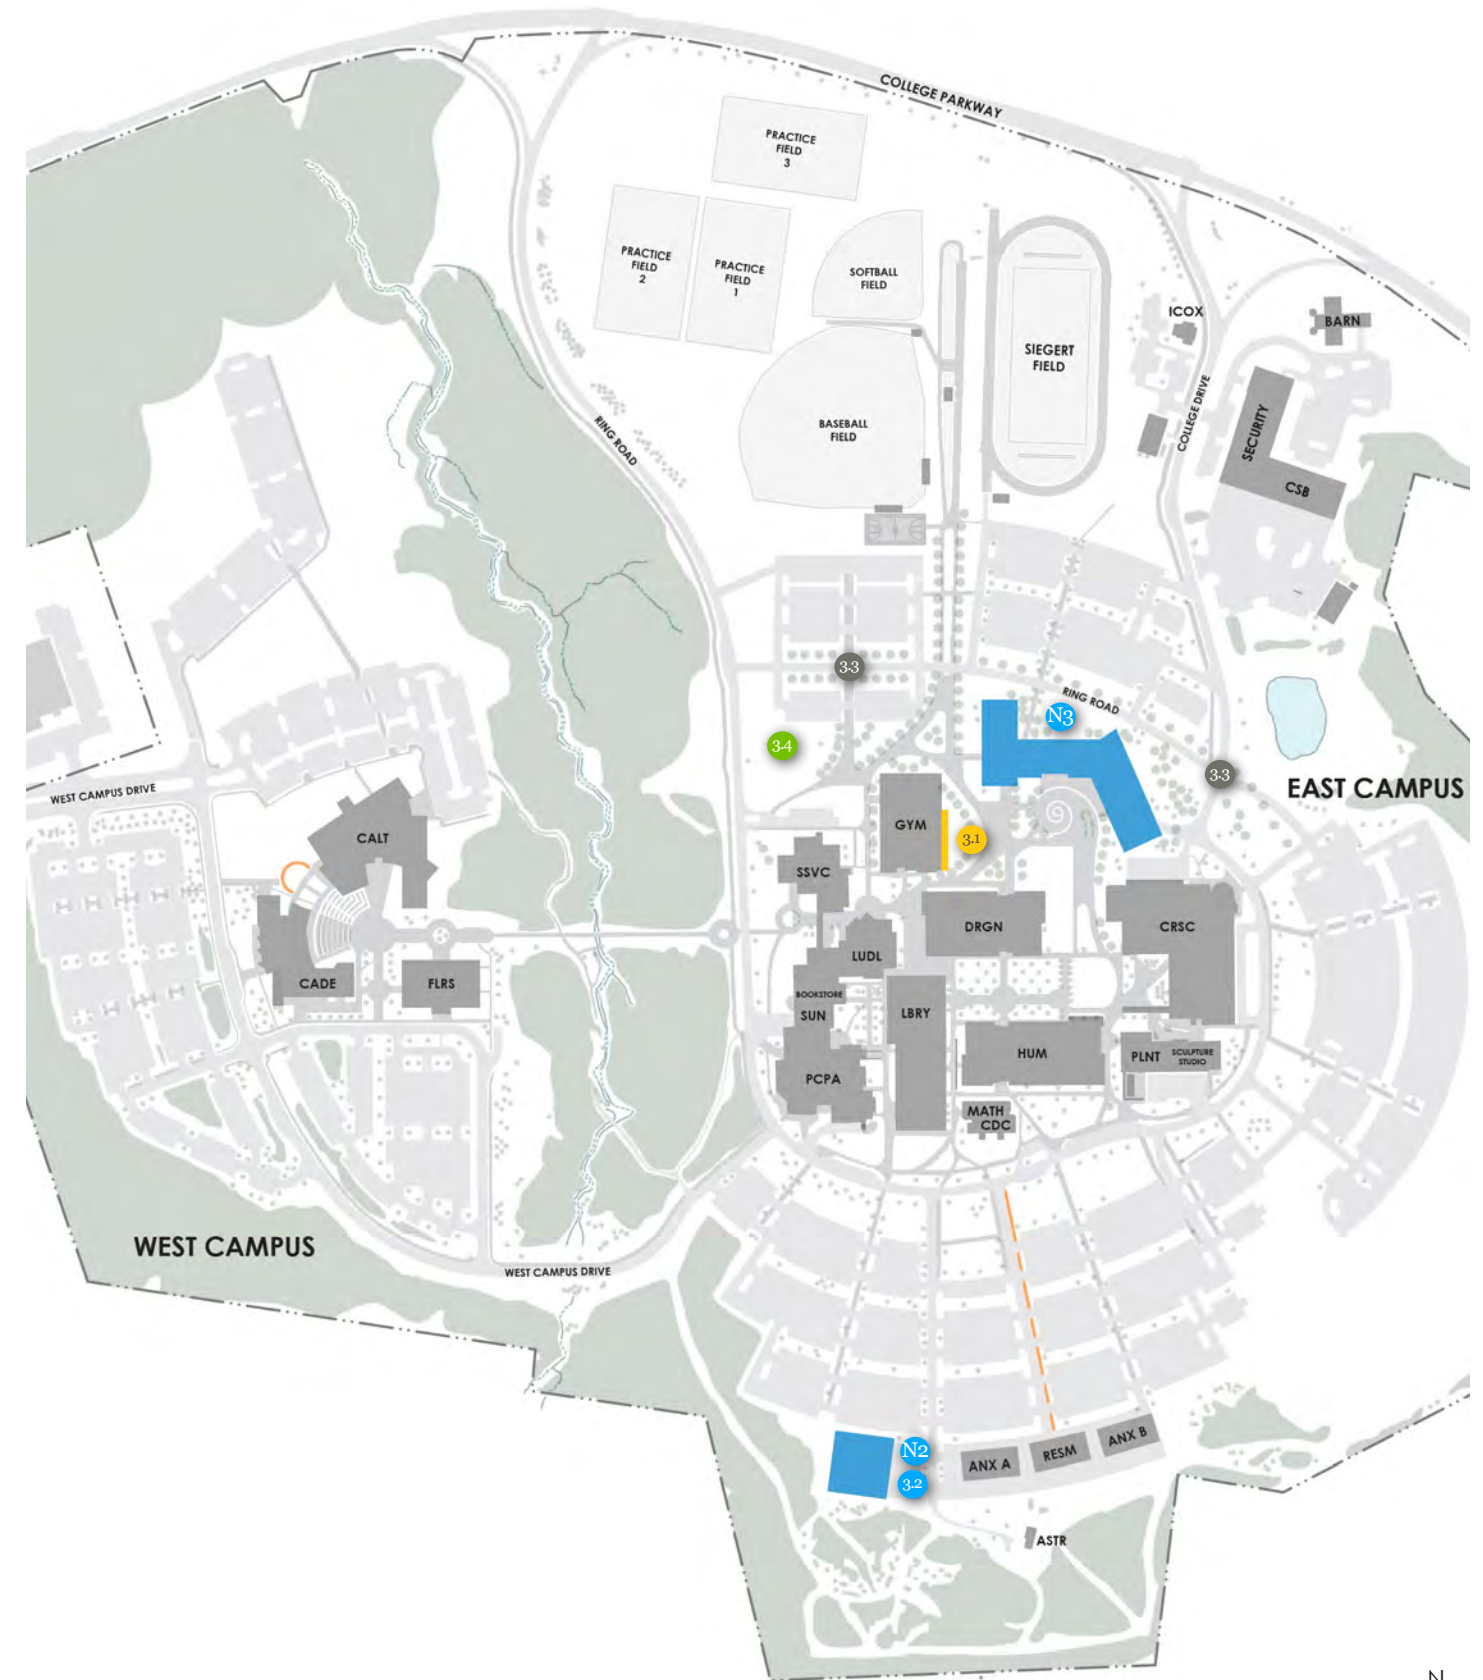 COLLEGE PARKWAY
PRACTICE
FIELD
3
PRACTICE
FIELD
2
PRACTICE
FIELD
1
SOFTBALL
FIELD
SIEGERT
FIELD
ICOX
BARN
COLLEGE DRIVE
SECURITY
CSB
BASEBALL
FIELD
RING ROAD
3.3
RING ROAD
N3
3.4
3.3
EAST CAMPUS
WEST CAMPUS DRIVE
CALT
GYM
3.1
SSVC
DRGN
CRSC
LUDL
CADE
FLRS
BOOKSTORE
SUN
LBRY
HUM
PLNT
SCULPTURE
STUDIO
PCPA
MATH
CDC
WEST CAMPUS
WEST CAMPUS DRIVE
N2
3.2
ANX A
RESM
ANX B
ASTR
N